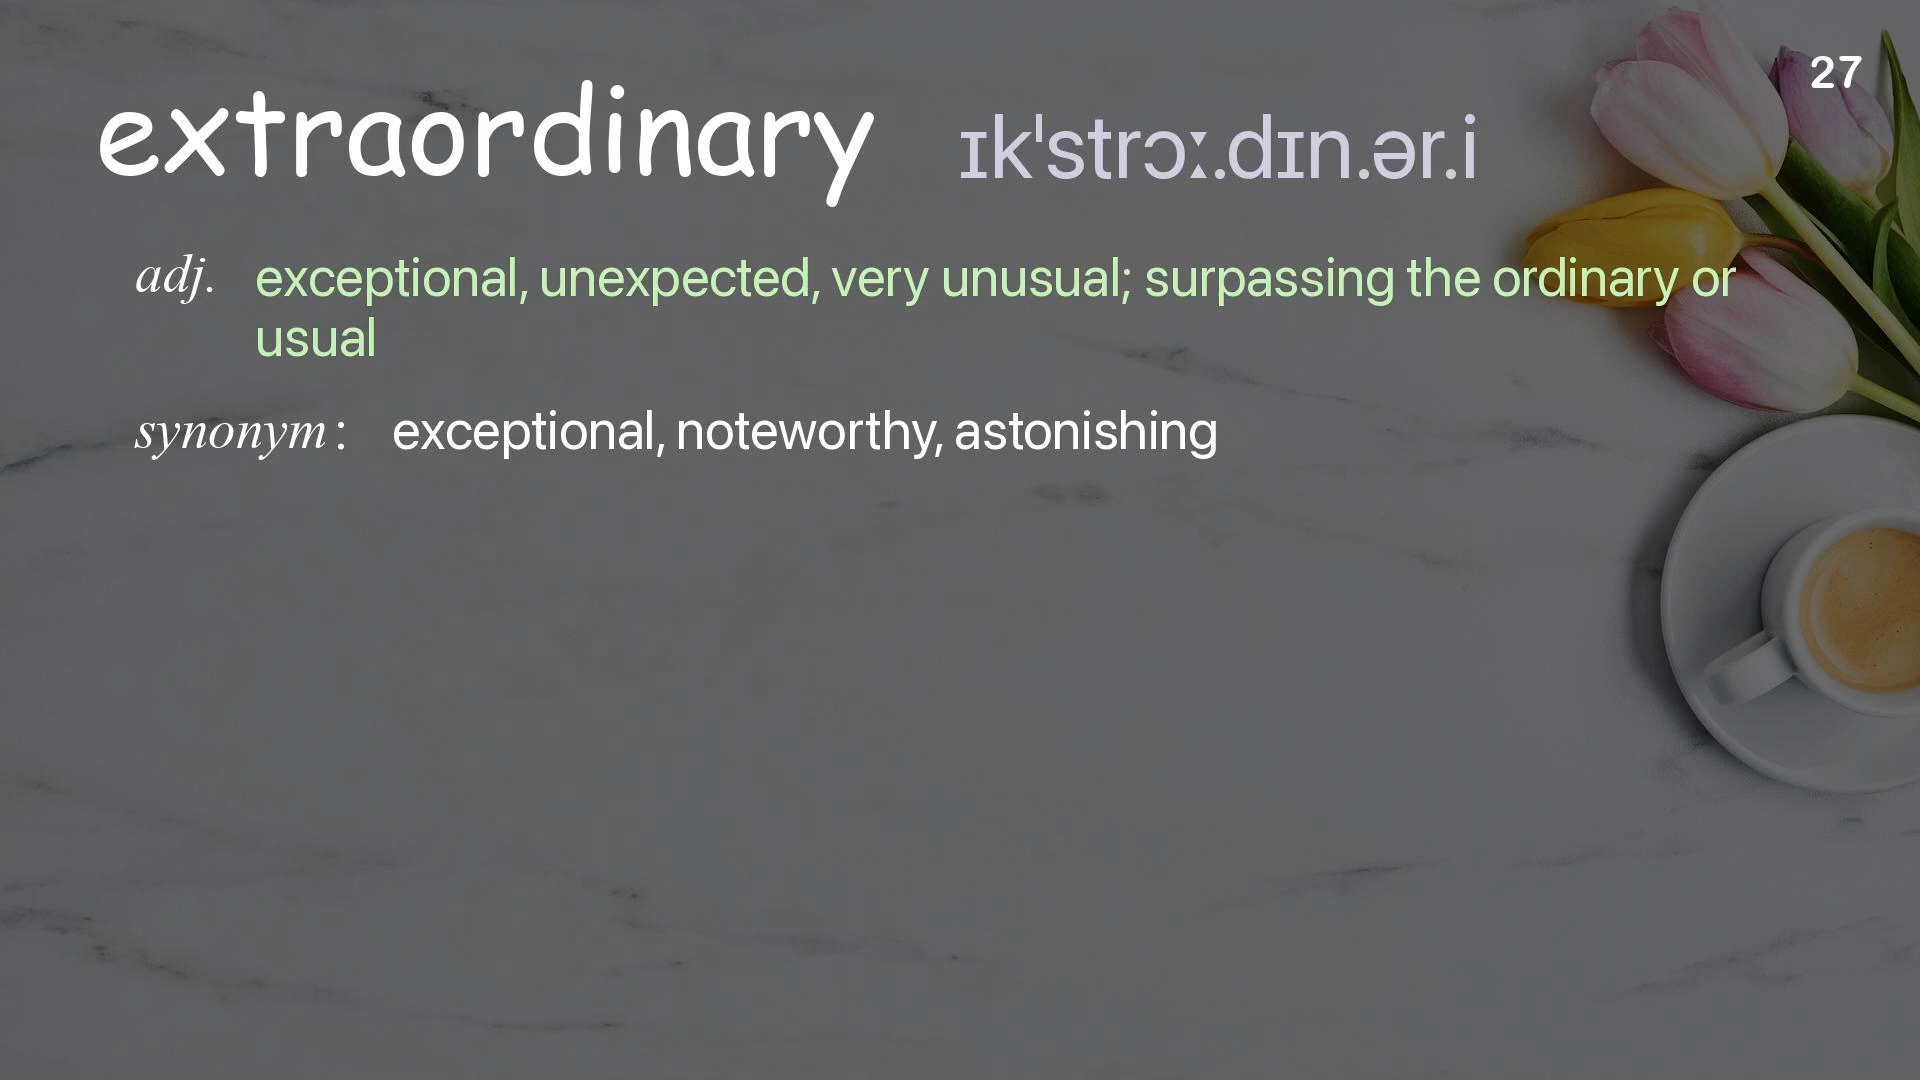 27
extraordinary ɪkˈstrɔː.dɪn.ər.i
adj. exceptional, unexpected, very unusual; surpassing the ordinary or
usual
synonym: exceptional, noteworthy, astonishing